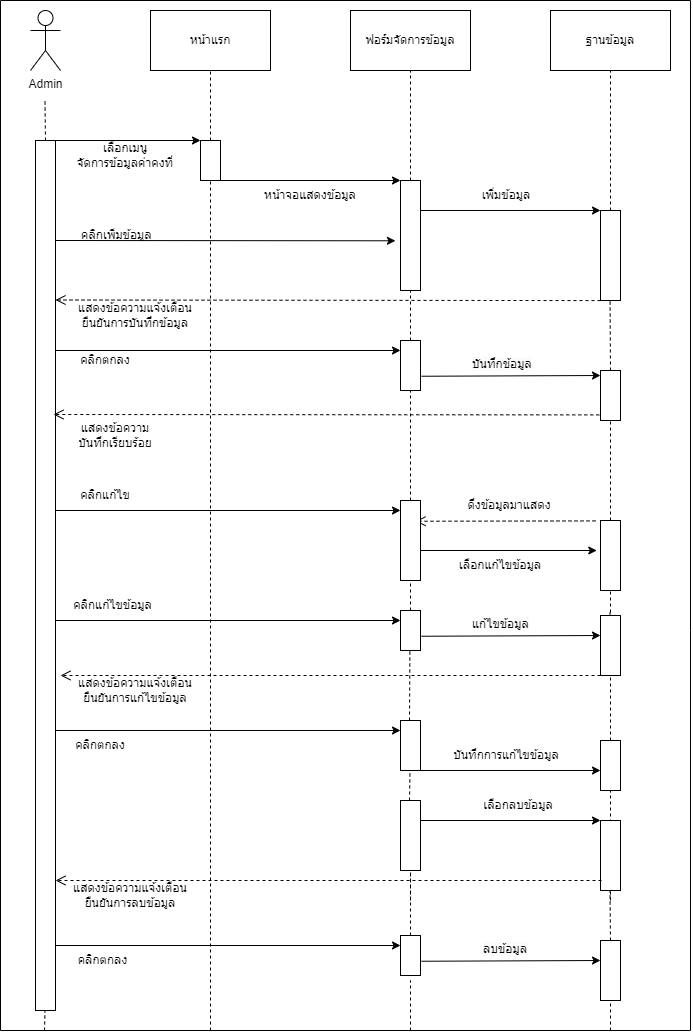 หน้าแรก
ฟอร์มจัดการข้อมูล
ฐานข้อมูล
Admin
เลือกเมนู
จัดการข้อมูลค่าคงที่
หน้าจอแสดงข้อมูล
เพิ่มข้อมูล
คลิกเพิ่มข้อมูล
แสดงข้อความแจ้งเตือน
ยืนยันการบันทึกข้อมูล
คลิกตกลง
บันทึกข้อมูล
แสดงข้อความ
บันทึกเรียบร้อย
คลิกแก้ไข
ดึงข้อมูลมาแสดง
เลือกแก้ไขข้อมูล
คลิกแก้ไขข้อมูล
แก้ไขข้อมูล
แสดงข้อความแจ้งเตือน
ยืนยันการแก้ไขข้อมูล
คลิกตกลง
บันทึกการแก้ไขข้อมูล
เลือกลบข้อมูล
แสดงข้อความแจ้งเตือน
ยืนยันการลบข้อมูล
คลิกตกลง
ลบข้อมูล